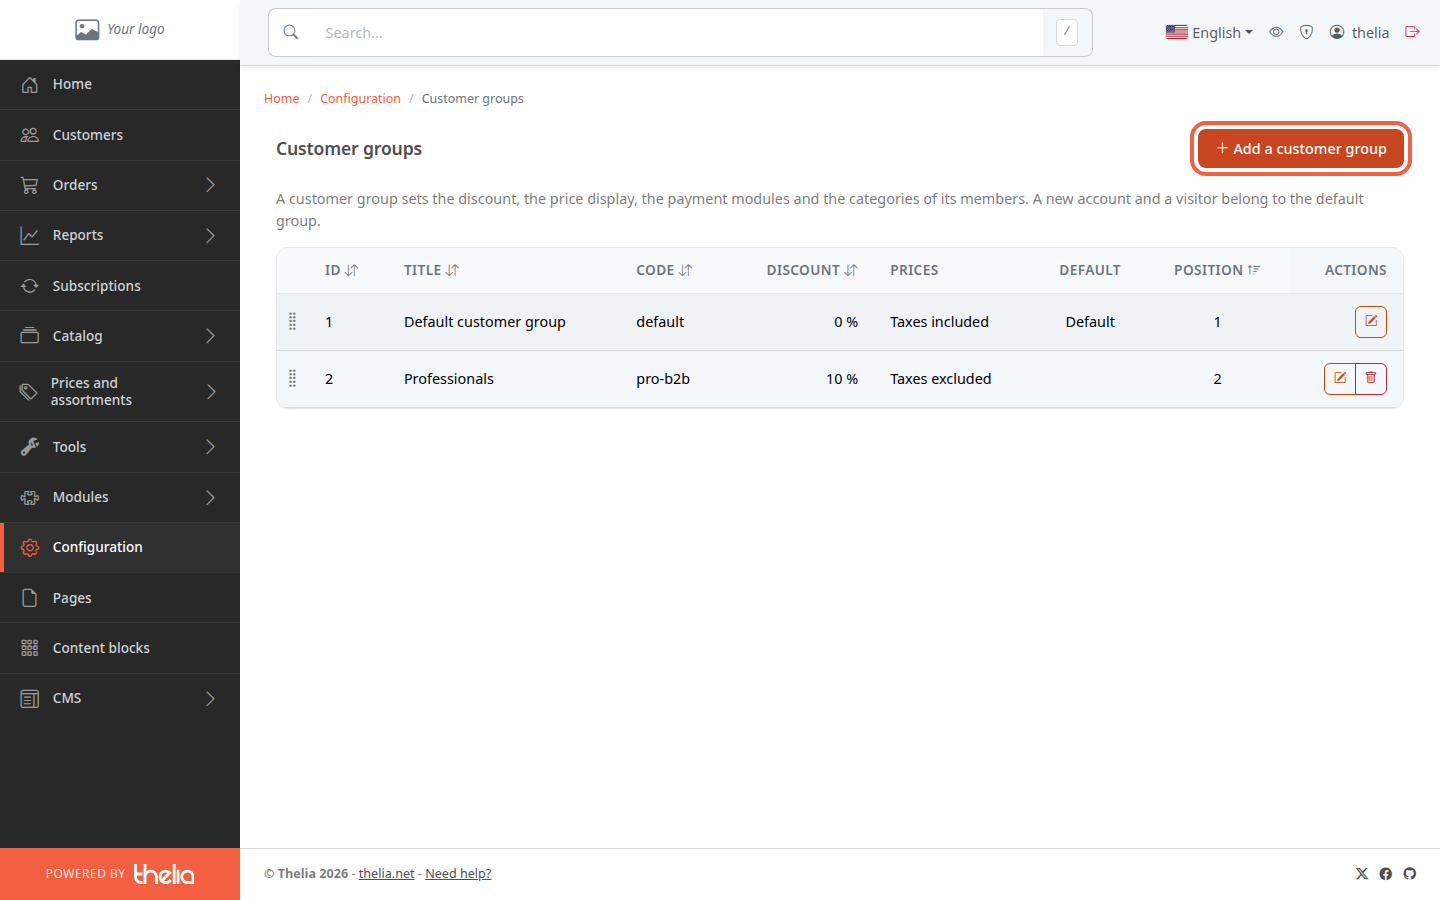 Your logo
Search...
/
English
thelia
Home
Customers
Orders
Reports
Subscriptions
Catalog
Prices and
assortments
Tools
Modules
Configuration
Pages
Content blocks
CMS
POWERED BY thelia
Home / Configuration / Customer groups
Customer groups
+ Add a customer group
A customer group sets the discount, the price display, the payment modules and the categories of its members. A new account and a visitor belong to the default
group.
ID TITLE CODE DISCOUNT PRICES DEFAULT POSITION ACTIONS
1 Default customer group default 0 % Taxes included Default 1
2 Professionals pro-b2b 10 % Taxes excluded 2
© Thelia 2026 - thelia.net - Need help?